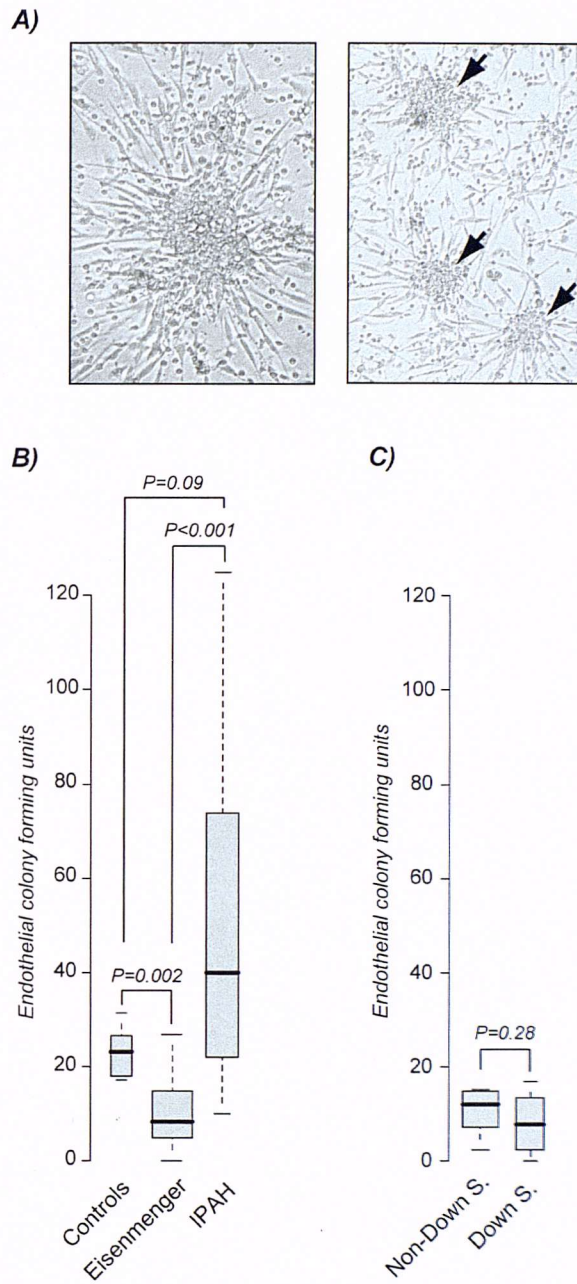 A)
B)
C)
P=0.09
P<0.001
P=0.002
P=0.28
Endothelial colony forming units
120
100
80
60
40
20
0
Controls
Eisenmenger
IPAH
Endothelial colony forming units
120
100
80
60
40
20
0
Non-Down S.
Down S.